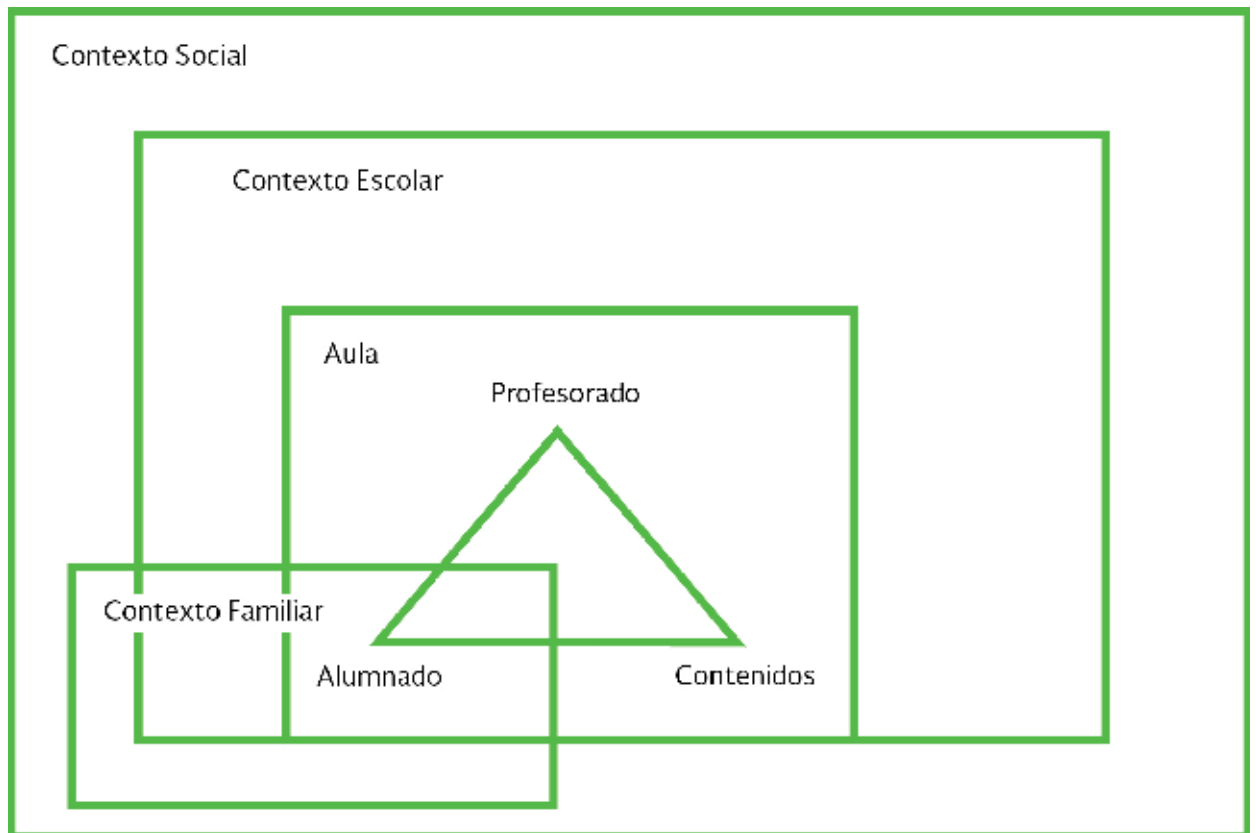 Contexto Social
Contexto Escolar
Aula
Profesorado
Contexto Familiar
Alumnado
Contenidos